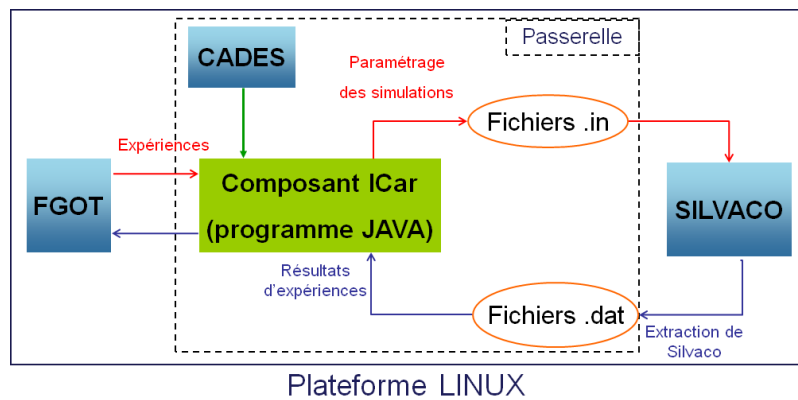 Passerelle
CADES
Paramétrage
des simulations
Fichiers .in
Expériences
FGOT
Composant ICar
(programme JAVA)
SILVACO
Résultats
d'expériences
Fichiers .dat
Extraction de
Silvaco
Plateforme LINUX